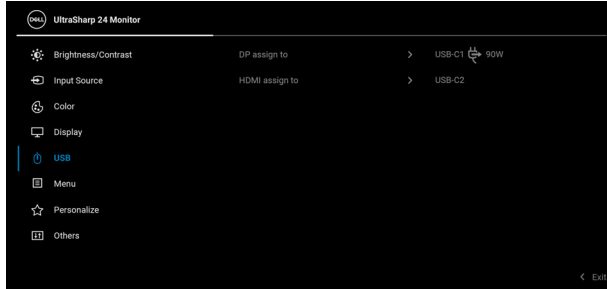 DELL UltraSharp 24 Monitor
Brightness/Contrast DP assign to > USB-C1 90W
Input Source HDMI assign to > USB-C2
Color
Display
USB
Menu
Personalize
Others
< Exit